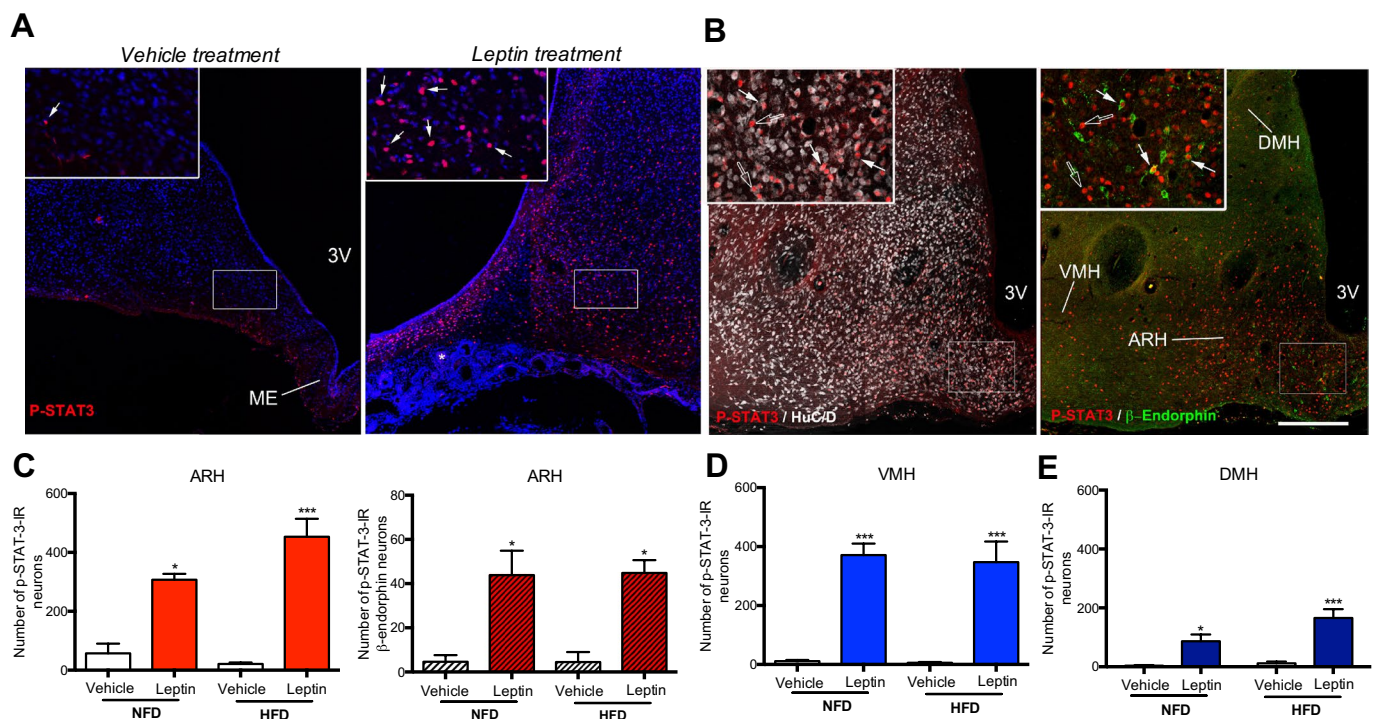 A
B
Vehicle treatment
Leptin treatment
3V
ME
P-STAT3
*
3V
P-STAT3 / HuC/D
DMH
VMH
3V
ARH
P-STAT3 / β-Endorphin
C
ARH
Number of p-STAT-3-IR
neurons
600
400
200
0
*
***
Vehicle
Leptin
Vehicle
Leptin
NFD
HFD
ARH
Number of p-STAT-3-IR
β-endorphin neurons
80
60
40
20
0
*
*
Vehicle
Leptin
Vehicle
Leptin
NFD
HFD
D
VMH
Number of p-STAT-3-IR
neurons
600
400
200
0
***
***
Vehicle
Leptin
Vehicle
Leptin
NFD
HFD
E
DMH
Number of p-STAT-3-IR
neurons
600
400
200
0
*
***
Vehicle
Leptin
Vehicle
Leptin
NFD
HFD